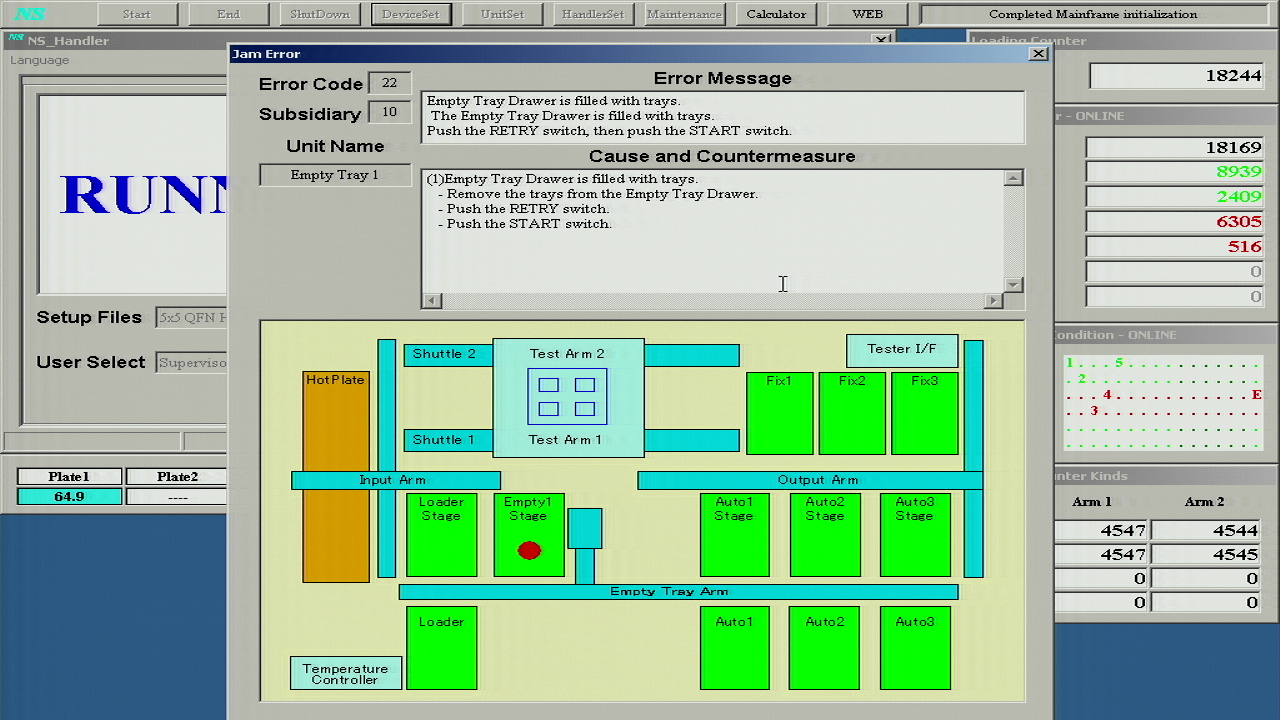 NS
Start
End
ShutDown
DeviceSet
UnitSet
HandlerSet
Maintenance
Calculator
WEB
Completed Mainframe initialization
NS NS_Handler
Language
RUNN
Setup Files
5x5 QFN H
User Select
Superviso
Plate1
Plate2
64.9
----
Jam Error
Error Code
22
Subsidiary
10
Unit Name
Empty Tray 1
Error Message
Empty Tray Drawer is filled with trays.
The Empty Tray Drawer is filled with trays.
Push the RETRY switch, then push the START switch.
Cause and Countermeasure
(1)Empty Tray Drawer is filled with trays.
- Remove the trays from the Empty Tray Drawer.
- Push the RETRY switch.
- Push the START switch.
Shuttle 2
Test Arm 2
Tester I/F
HotPlate
Fix1
Fix2
Fix3
Shuttle 1
Test Arm 1
Input Arm
Output Arm
Loader
Stage
Empty1
Stage
Auto1
Stage
Auto2
Stage
Auto3
Stage
Empty Tray Arm
Loader
Auto1
Auto2
Auto3
Temperature
Controller
Loading Counter
18244
r - ONLINE
18169
8939
2409
6305
516
0
0
ondition - ONLINE
1 . . . 5 . . . . . . . . . . .
. 2 . . . . . . . . . . . . . .
. . . 4 . . . . . . . . . . . E
. . 3 . . . . . . . . . . . . .
. . . . . . . . . . . . . . . .
. . . . . . . . . . . . . . . .
nter Kinds
Arm 1
Arm 2
4547
4544
4547
4545
0
0
0
0